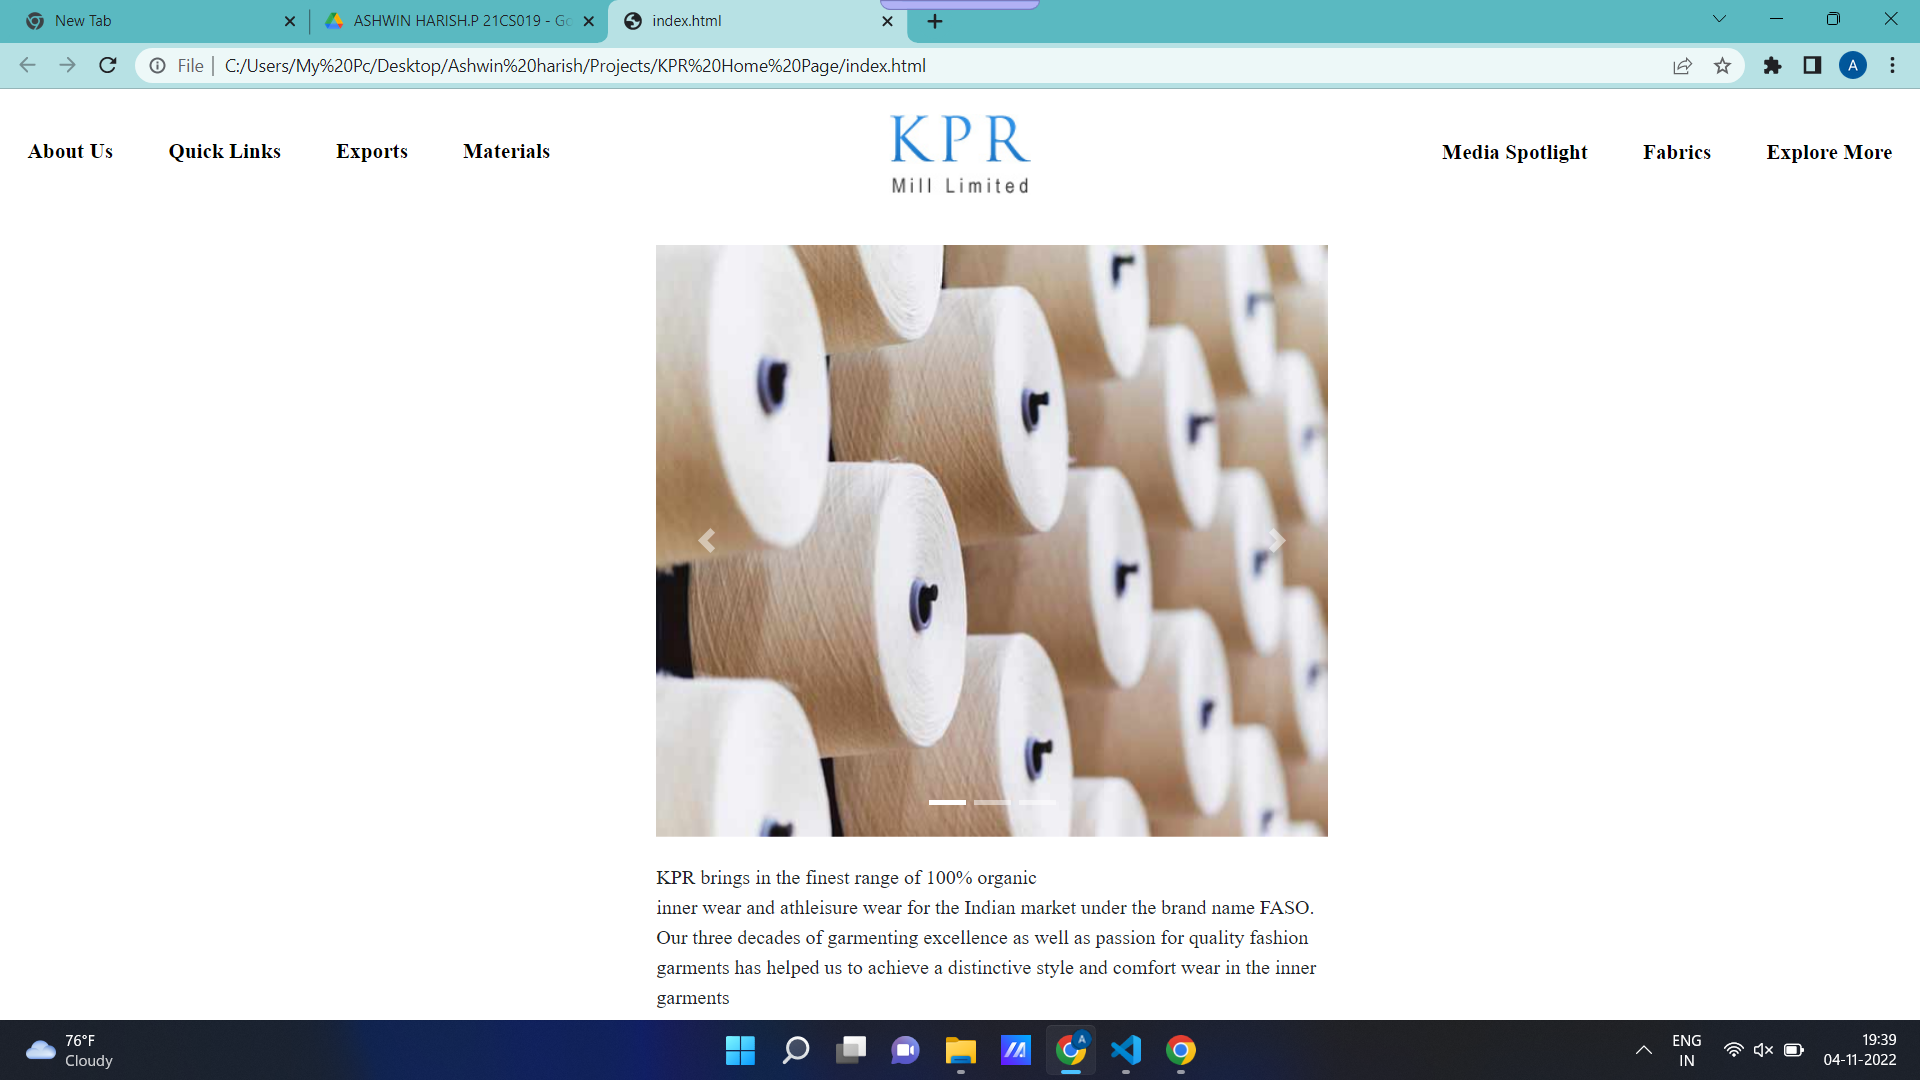 New Tab
ASHWIN HARISH.P 21CS019 - Go
index.html
File | C:/Users/My%20Pc/Desktop/Ashwin%20harish/Projects/KPR%20Home%20Page/index.html
A
About Us
Quick Links
Exports
Materials
KPR
Mill Limited
Media Spotlight
Fabrics
Explore More
KPR brings in the finest range of 100% organic
inner wear and athleisure wear for the Indian market under the brand name FASO.
Our three decades of garmenting excellence as well as passion for quality fashion
garments has helped us to achieve a distinctive style and comfort wear in the inner
garments
76°F
Cloudy
A
ENG
IN
19:39
04-11-2022